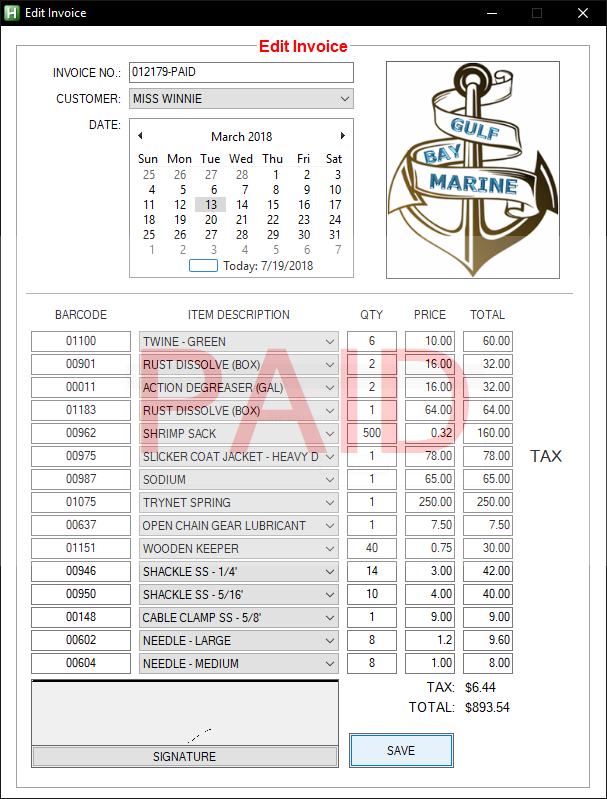 Edit Invoice
Edit Invoice
INVOICE NO.: 012179-PAID
CUSTOMER: MISS WINNIE
DATE:
March 2018
Sun Mon Tue Wed Thu Fri Sat
25 26 27 28 1 2 3
4 5 6 7 8 9 10
11 12 13 14 15 16 17
18 19 20 21 22 23 24
25 26 27 28 29 30 31
1 2 3 4 5 6 7
Today: 7/19/2018
GULF
BAY
MARINE
BARCODE ITEM DESCRIPTION QTY PRICE TOTAL
01100 TWINE - GREEN 6 10.00 60.00
00901 RUST DISSOLVE (BOX) 2 16.00 32.00
00011 ACTION DEGREASER (GAL) 2 16.00 32.00
01183 RUST DISSOLVE (BOX) 1 64.00 64.00
00962 SHRIMP SACK 500 0.32 160.00
00975 SLICKER COAT JACKET - HEAVY D 1 78.00 78.00 TAX
00987 SODIUM 1 65.00 65.00
01075 TRYNET SPRING 1 250.00 250.00
00637 OPEN CHAIN GEAR LUBRICANT 1 7.50 7.50
01151 WOODEN KEEPER 40 0.75 30.00
00946 SHACKLE SS - 1/4' 14 3.00 42.00
00950 SHACKLE SS - 5/16' 10 4.00 40.00
00148 CABLE CLAMP SS - 5/8' 1 9.00 9.00
00602 NEEDLE - LARGE 8 1.2 9.60
00604 NEEDLE - MEDIUM 8 1.00 8.00
PAID
TAX: $6.44
TOTAL: $893.54
SIGNATURE
SAVE